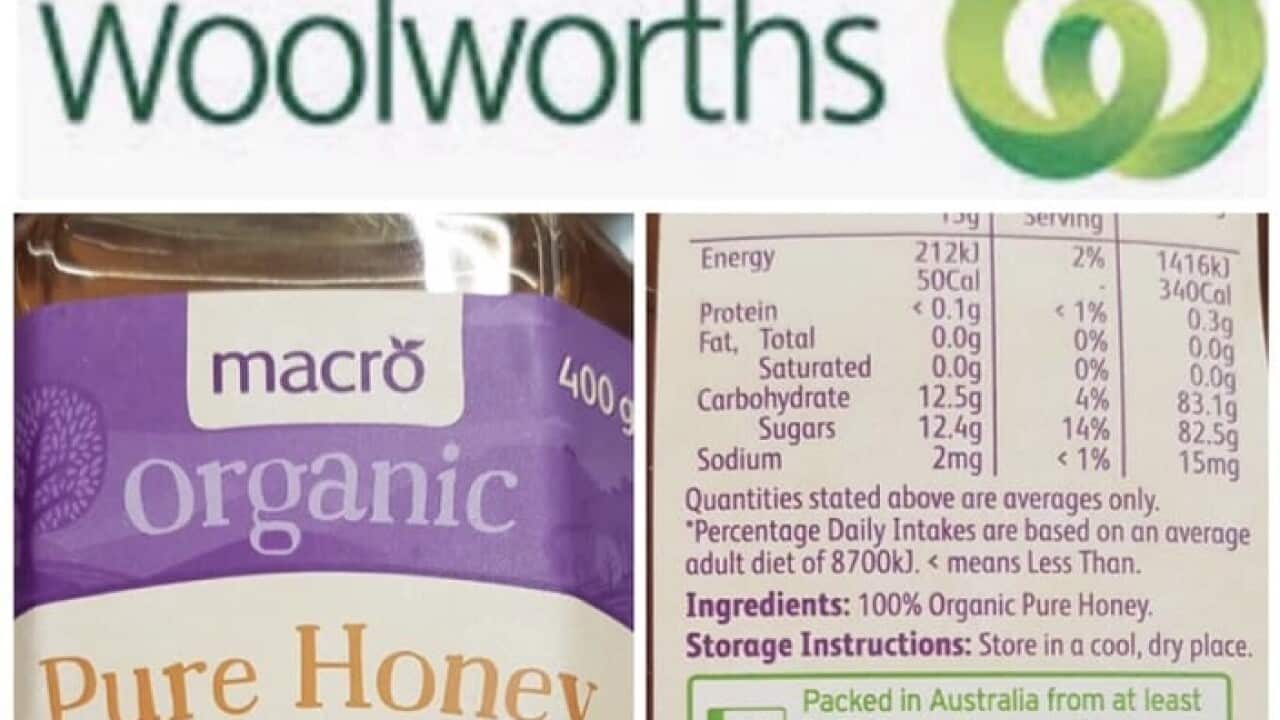 Woolworths
macro
400 g
organic
Pure Honey
15g Serving
Energy 212kJ 2% 1416kJ
50Cal - 340Cal
Protein < 0.1g < 1% 0.3g
Fat, Total 0.0g 0% 0.0g
Saturated 0.0g 0% 0.0g
Carbohydrate 12.5g 4% 83.1g
Sugars 12.4g 14% 82.5g
Sodium 2mg < 1% 15mg
Quantities stated above are averages only.
*Percentage Daily Intakes are based on an average
adult diet of 8700kJ. < means Less Than.
Ingredients: 100% Organic Pure Honey.
Storage Instructions: Store in a cool, dry place.
Packed in Australia from at least